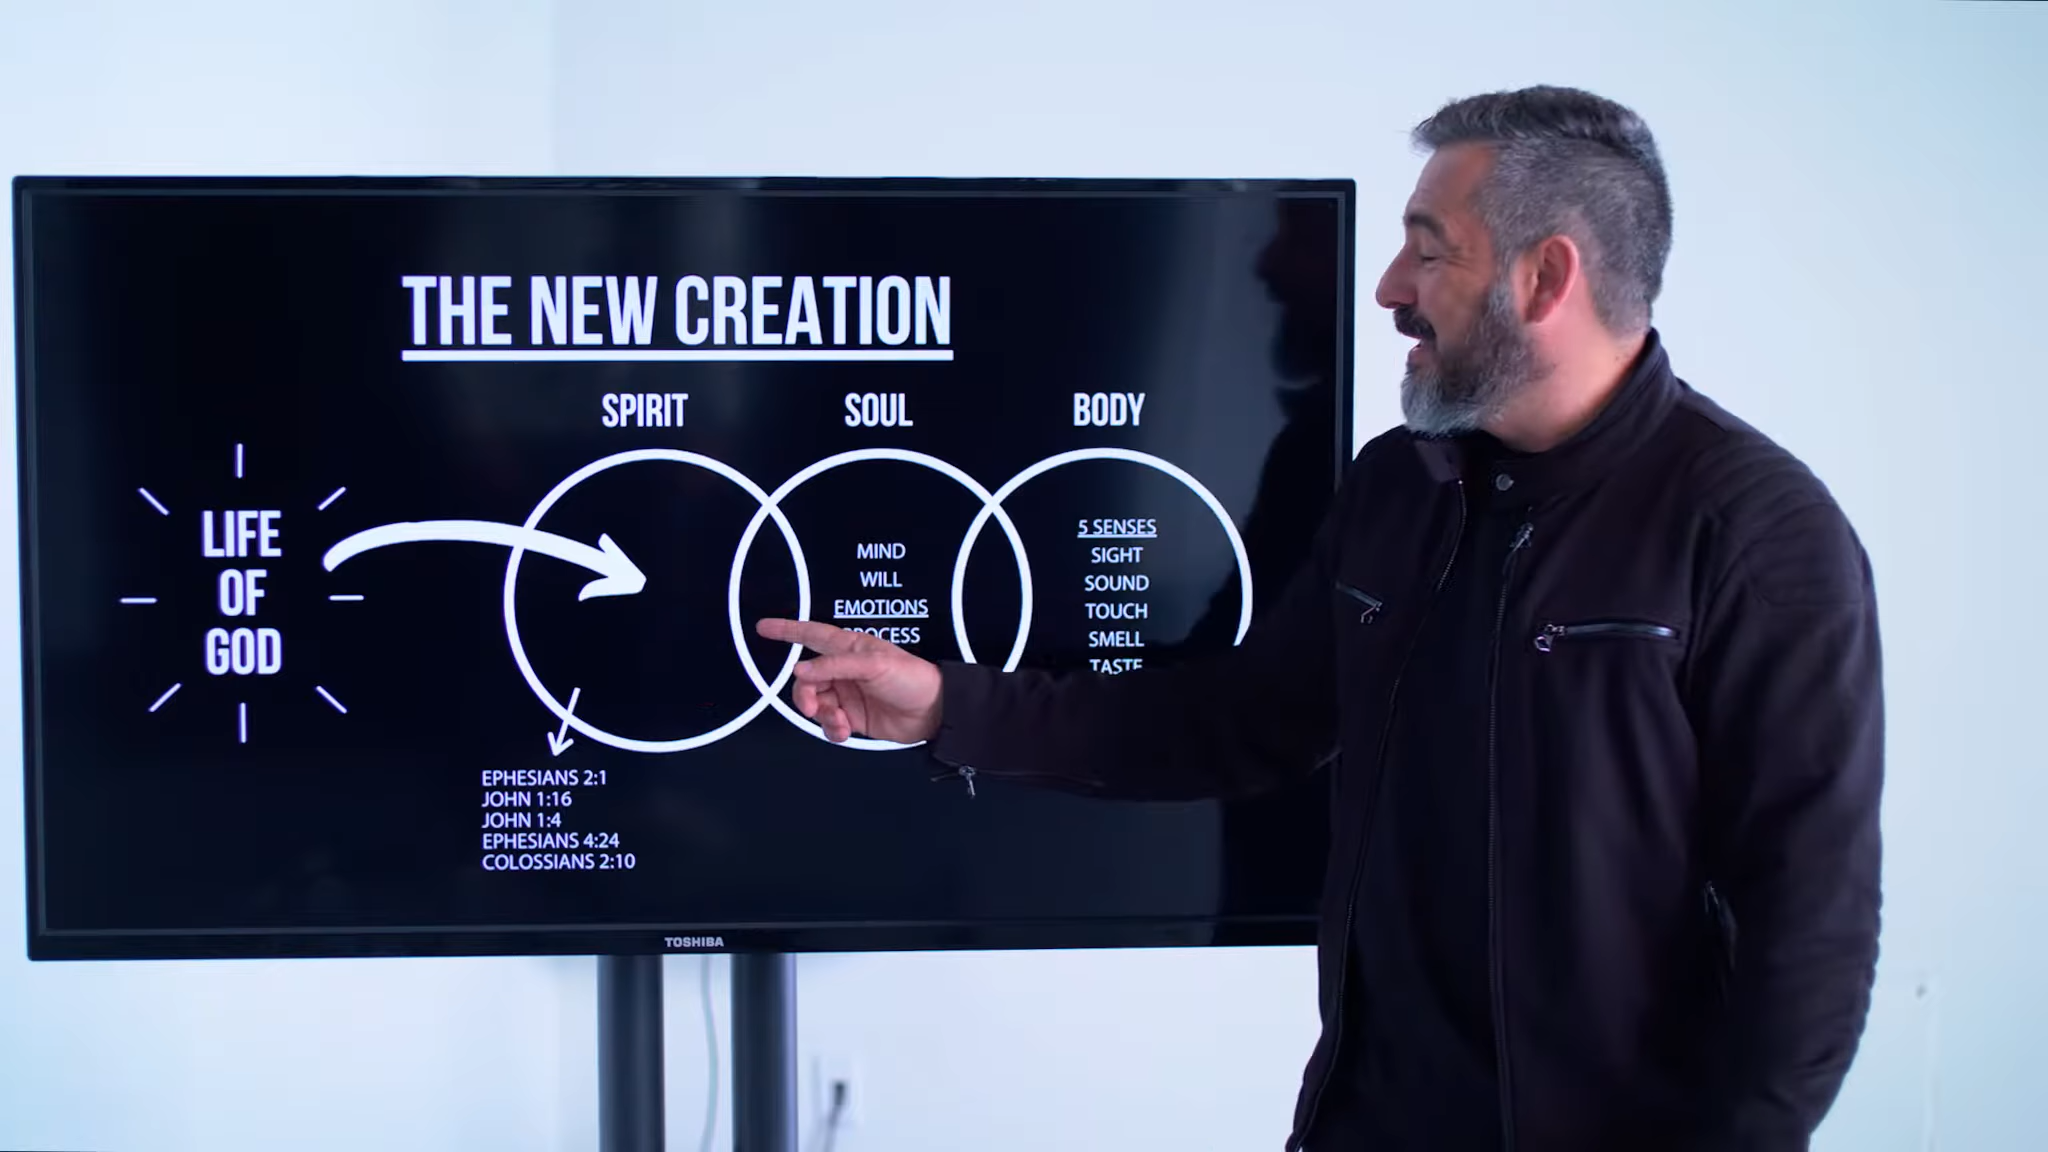 THE NEW CREATION
SPIRIT
SOUL
BODY
LIFE
OF
GOD
MIND
WILL
EMOTIONS
5 SENSES
SIGHT
SOUND
TOUCH
SMELL
TASTE
EPHESIANS 2:1
JOHN 1:16
JOHN 1:4
EPHESIANS 4:24
COLOSSIANS 2:10
TOSHIBA